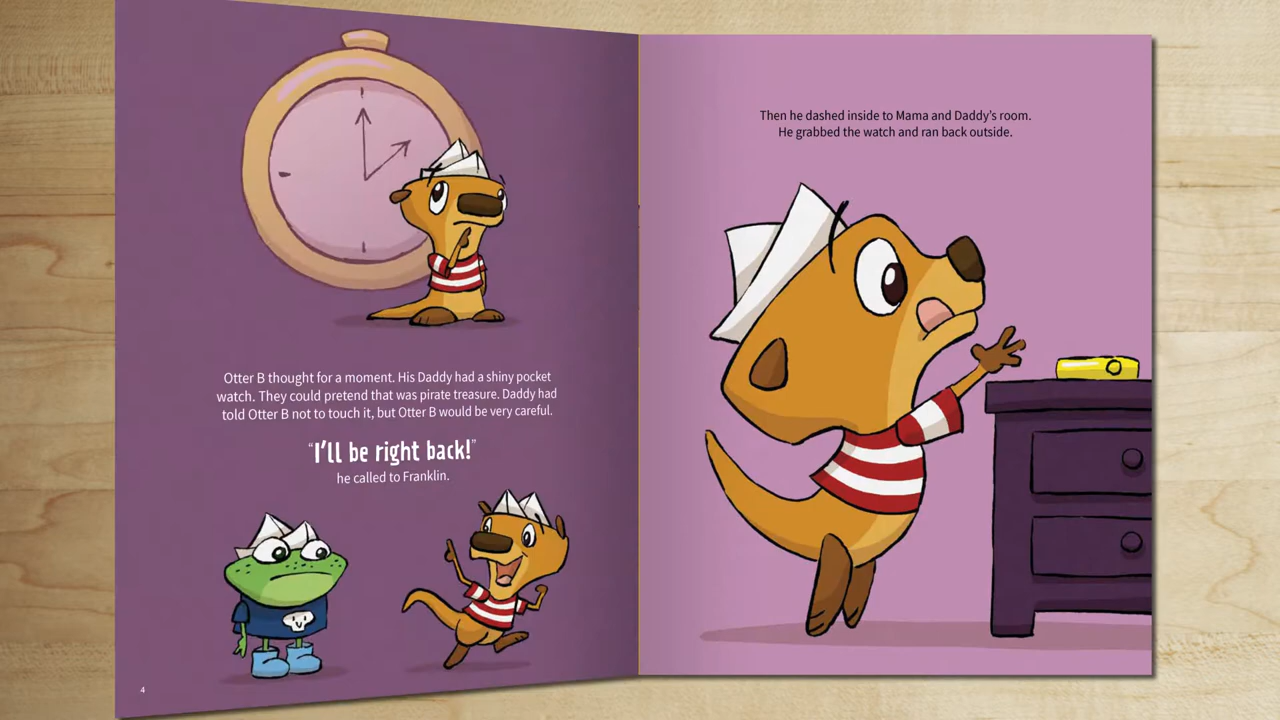 Otter B thought for a moment. His Daddy had a shiny pocket
watch. They could pretend that was pirate treasure. Daddy had
told Otter B not to touch it, but Otter B would be very careful.
“I’ll be right back!”
he called to Franklin.
4
Then he dashed inside to Mama and Daddy’s room.
He grabbed the watch and ran back outside.